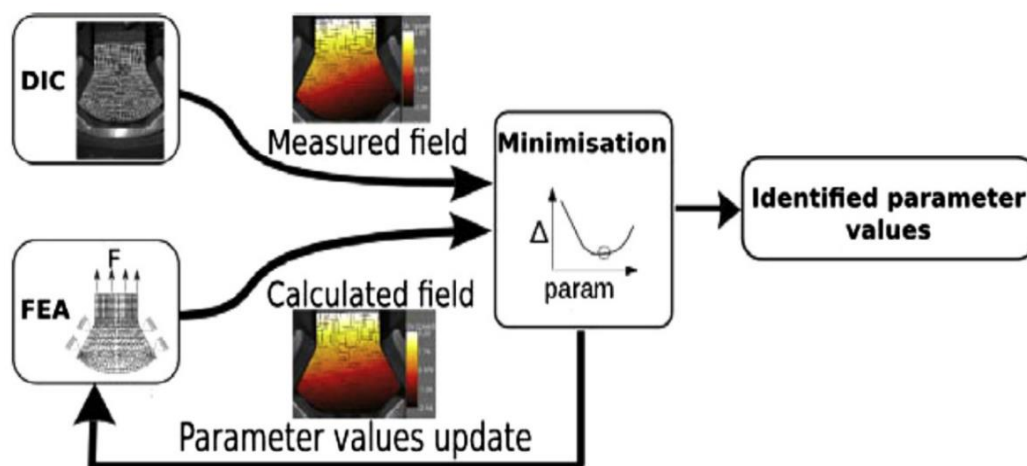 DIC
Measured field
Minimisation
Δ
param
Identified parameter
values
F
FEA
Calculated field
Parameter values update